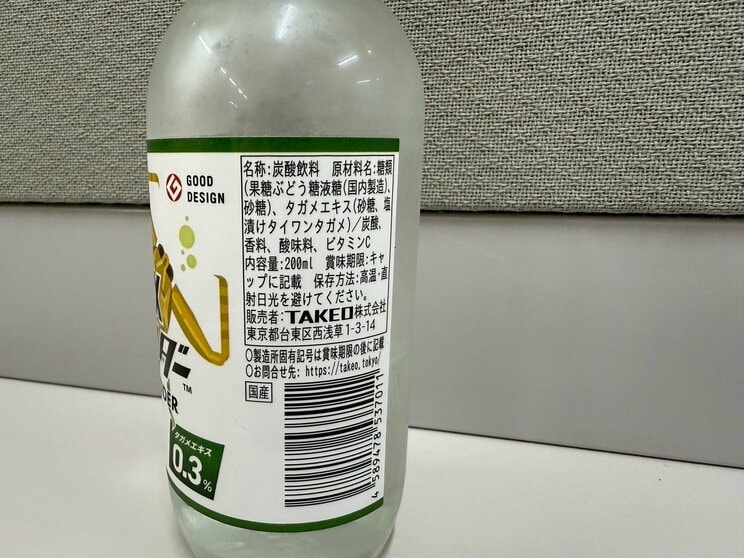 GOOD
DESIGN
名称:炭酸飲料 原材料名:糖類
(果糖ぶどう糖液糖(国内製造)、
砂糖)、タガメエキス(砂糖、塩
漬けタイワンタガメ)/炭酸、
香料、酸味料、ビタミンC
内容量:200ml 賞味期限:キャ
ップに記載 保存方法:高温・直
射日光を避けてください。
販売者:TAKEO株式会社
東京都台東区西浅草1-3-14
○製造所固有記号は賞味期限の後に記載
○お問合せ先: https://takeo.tokyo/
国産
ダー
TM
DER
タガメエキス
0.3%
4 589478 537011